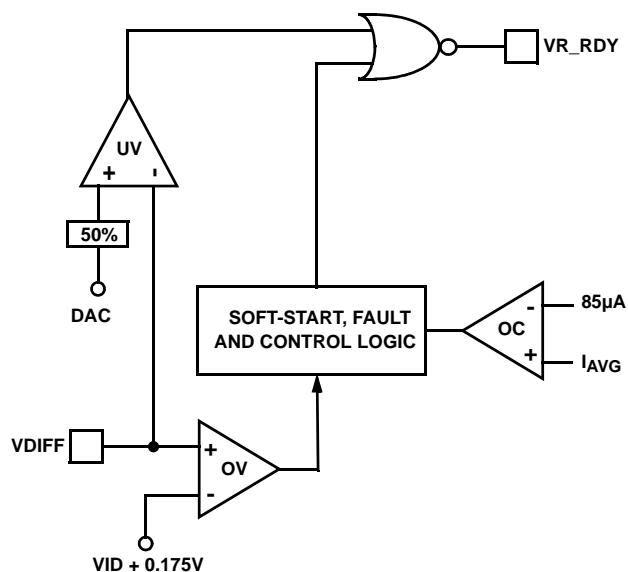 VR_RDY
UV
+ -
50%
DAC
SOFT-START, FAULT
AND CONTROL LOGIC
- 85µA
OC
+ IAVG
VDIFF
+
OV
-
VID + 0.175V